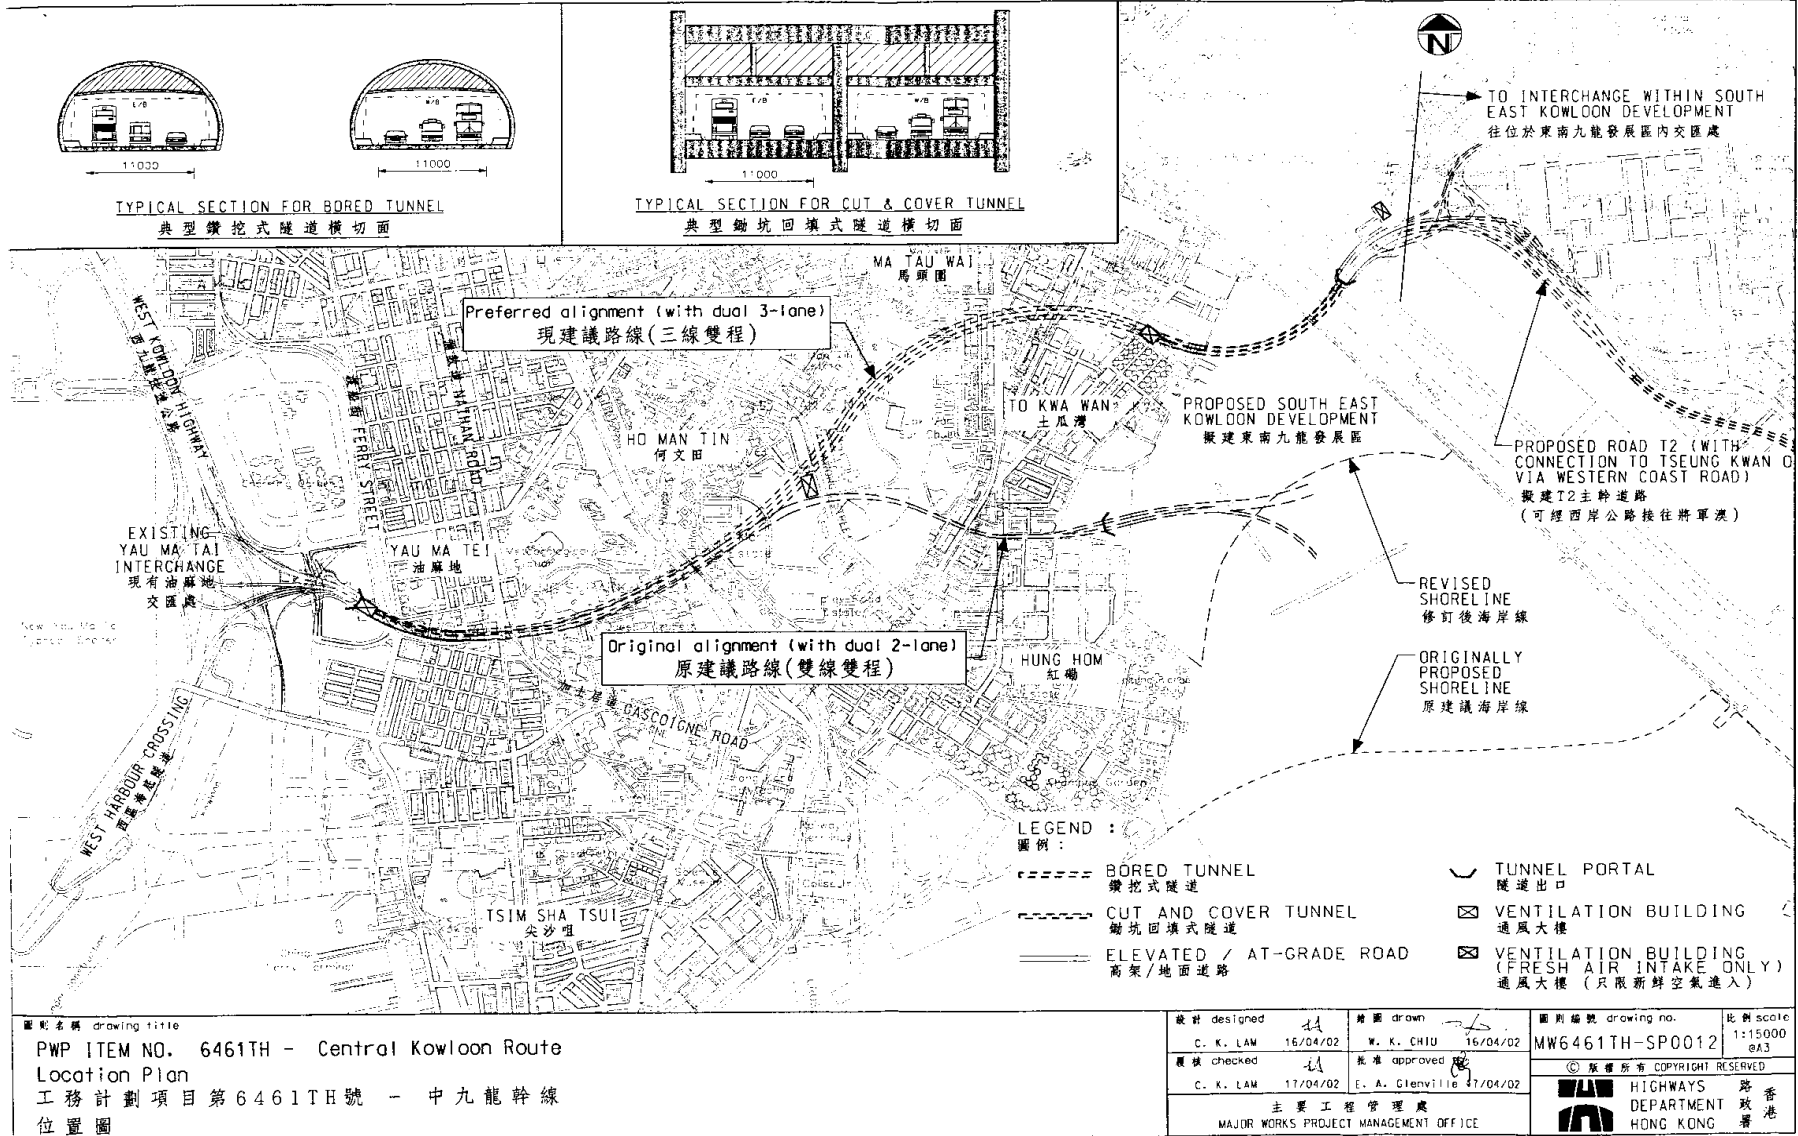 E/B
W/B
11000
11000
TYPICAL SECTION FOR BORED TUNNEL
典型鑽挖式隧道橫切面
E/B
W/B
11000
TYPICAL SECTION FOR CUT & COVER TUNNEL
典型鋤坑回填式隧道橫切面
N
TO INTERCHANGE WITHIN SOUTH
EAST KOWLOON DEVELOPMENT
往位於東南九龍發展區內交匯處
MA TAU WAI
馬頭圍
Preferred alignment (with dual 3-lane)
現建議路線(三線雙程)
WEST KOWLOON HIGHWAY
西九龍快速公路
渡船街 FERRY STREET
彌敦道 NATHAN ROAD
HO MAN TIN
何文田
TO KWA WAN
土瓜灣
PROPOSED SOUTH EAST
KOWLOON DEVELOPMENT
擬建東南九龍發展區
PROPOSED ROAD T2 (WITH
CONNECTION TO TSEUNG KWAN O
VIA WESTERN COAST ROAD)
擬建T2主幹道路
(可經西岸公路接往將軍澳)
EXISTING
YAU MA TAI
INTERCHANGE
現有油麻地
交匯處
YAU MA TEI
油麻地
REVISED
SHORELINE
修訂後海岸線
Original alignment (with dual 2-lane)
原建議路線(雙線雙程)
HUNG HOM
紅磡
ORIGINALLY
PROPOSED
SHORELINE
原建議海岸線
加士居道 GASCOIGNE ROAD
WEST HARBOUR CROSSING
西區海底隧道
TSIM SHA TSUI
尖沙咀
LEGEND :
圖例：
BORED TUNNEL
鑽挖式隧道
CUT AND COVER TUNNEL
鋤坑回填式隧道
ELEVATED / AT-GRADE ROAD
高架/地面道路
TUNNEL PORTAL
隧道出口
VENTILATION BUILDING
通風大樓
VENTILATION BUILDING
(FRESH AIR INTAKE ONLY)
通風大樓 (只限新鮮空氣進入)
圖則名稱 drawing title
PWP ITEM NO. 6461TH - Central Kowloon Route
Location Plan
工務計劃項目第6461TH號 - 中九龍幹線
位置圖
設計 designed
C. K. LAM 16/04/02
繪圖 drawn
W. K. CHIU 16/04/02
覆核 checked
C. K. LAM 17/04/02
批准 approved
E. A. Glenville 17/04/02
主要工程管理處
MAJOR WORKS PROJECT MANAGEMENT OFFICE
圖則編號 drawing no.
MW6461TH-SP0012
比例 scale
1:15000
@A3
© 版權所有 COPYRIGHT RESERVED
HIGHWAYS
DEPARTMENT
HONG KONG
香港
路政署